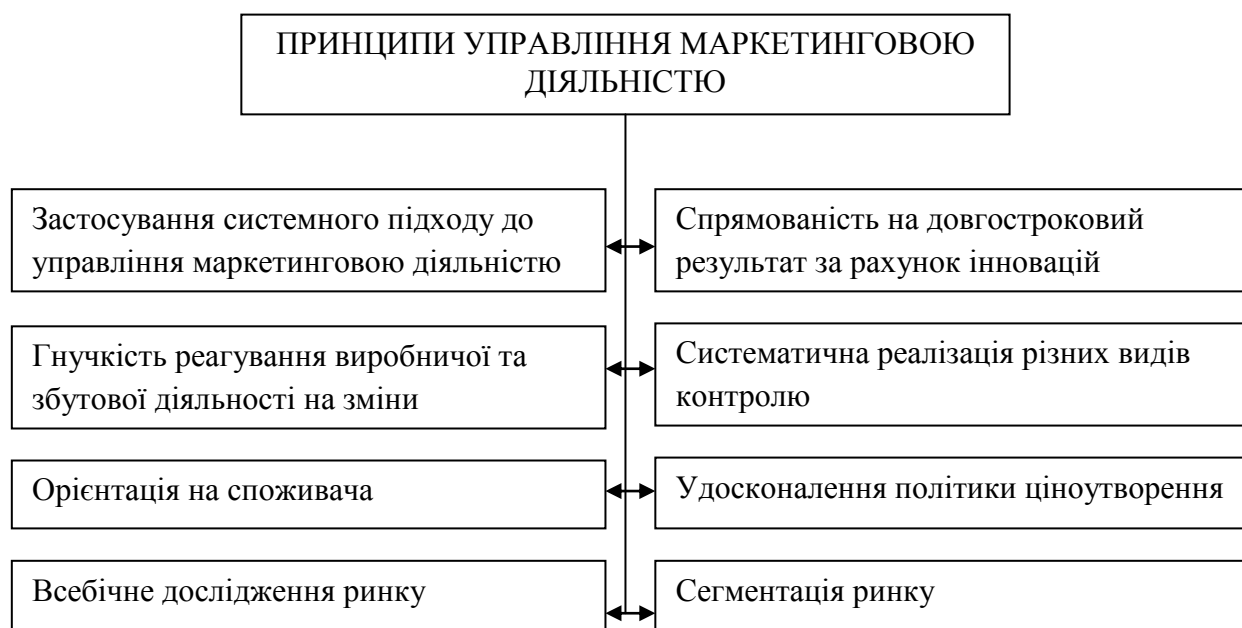 ПРИНЦИПИ УПРАВЛІННЯ МАРКЕТИНГОВОЮ
ДІЯЛЬНІСТЮ
Застосування системного підходу до
управління маркетинговою діяльністю
Спрямованість на довгостроковий
результат за рахунок інновацій
Гнучкість реагування виробничої та
збутової діяльності на зміни
Систематична реалізація різних видів
контролю
Орієнтація на споживача
Удосконалення політики ціноутворення
Всебічне дослідження ринку
Сегментація ринку